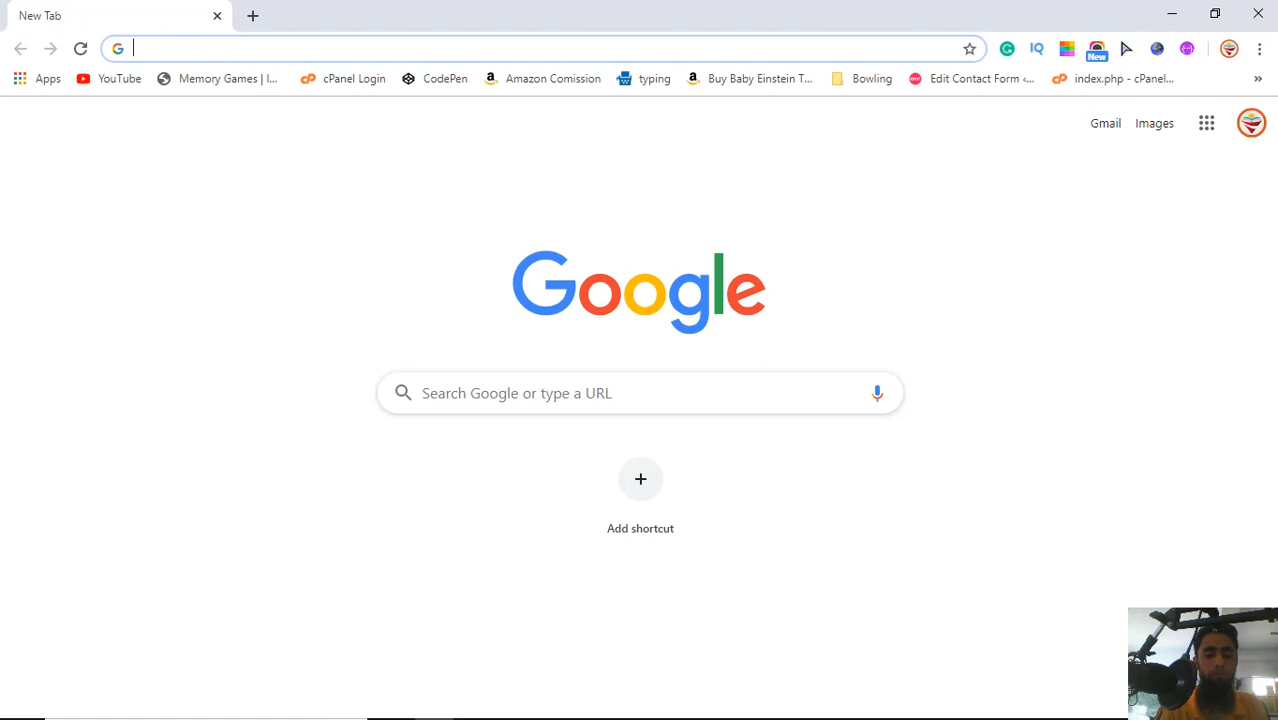 New Tab
Apps YouTube Memory Games | I... cPanel Login CodePen Amazon Comission typing Buy Baby Einstein T... Bowling Edit Contact Form ‹... index.php - cPanel...
New
Gmail Images
Google
Search Google or type a URL
Add shortcut